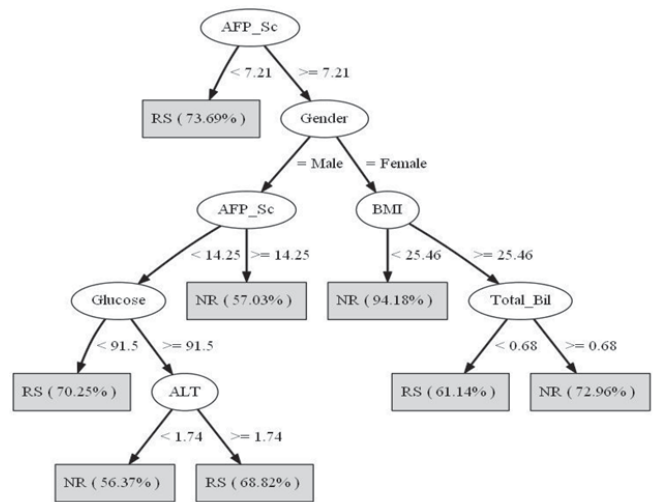 AFP_Sc
< 7.21 >= 7.21
RS ( 73.69% ) Gender
= Male = Female
AFP_Sc BMI
< 14.25 >= 14.25 < 25.46 >= 25.46
Glucose NR ( 57.03% ) NR ( 94.18% ) Total_Bil
< 91.5 >= 91.5 < 0.68 >= 0.68
RS ( 70.25% ) ALT RS ( 61.14% ) NR ( 72.96% )
< 1.74 >= 1.74
NR ( 56.37% ) RS ( 68.82% )